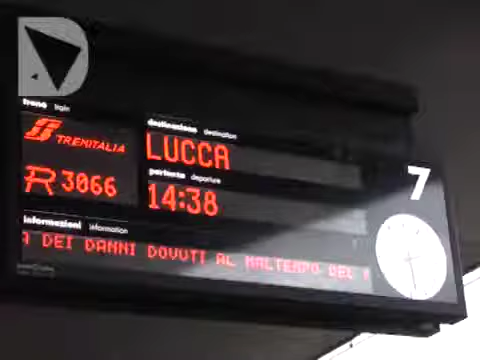 treno train
TRENITALIA
R 3066
destinazione destination
LUCCA
partenza departure
14:38
7
informazioni information
A DEI DANNI DOVUTI AL MALTEMPO DEL